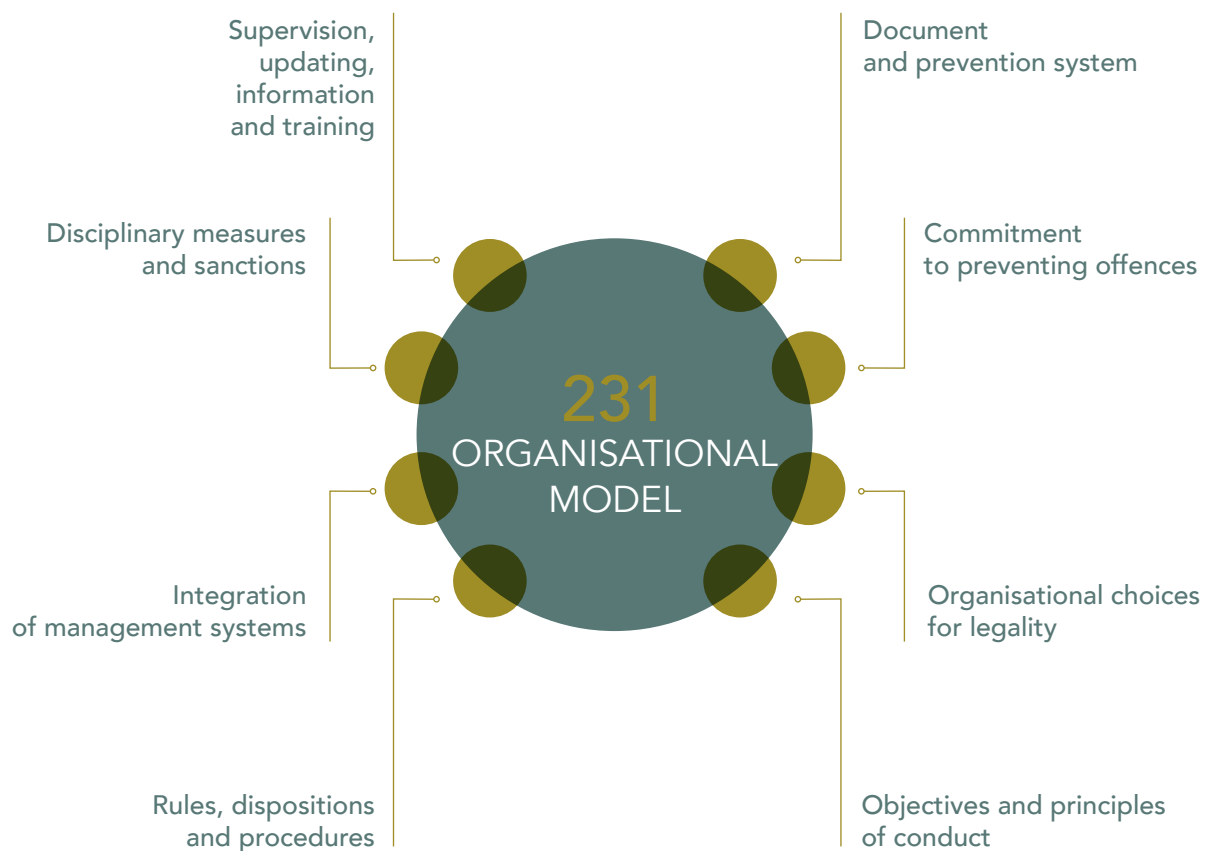 Supervision,
updating,
information
and training
Document
and prevention system
Disciplinary measures
and sanctions
Commitment
to preventing offences
231
ORGANISATIONAL
MODEL
Integration
of management systems
Organisational choices
for legality
Rules, dispositions
and procedures
Objectives and principles
of conduct